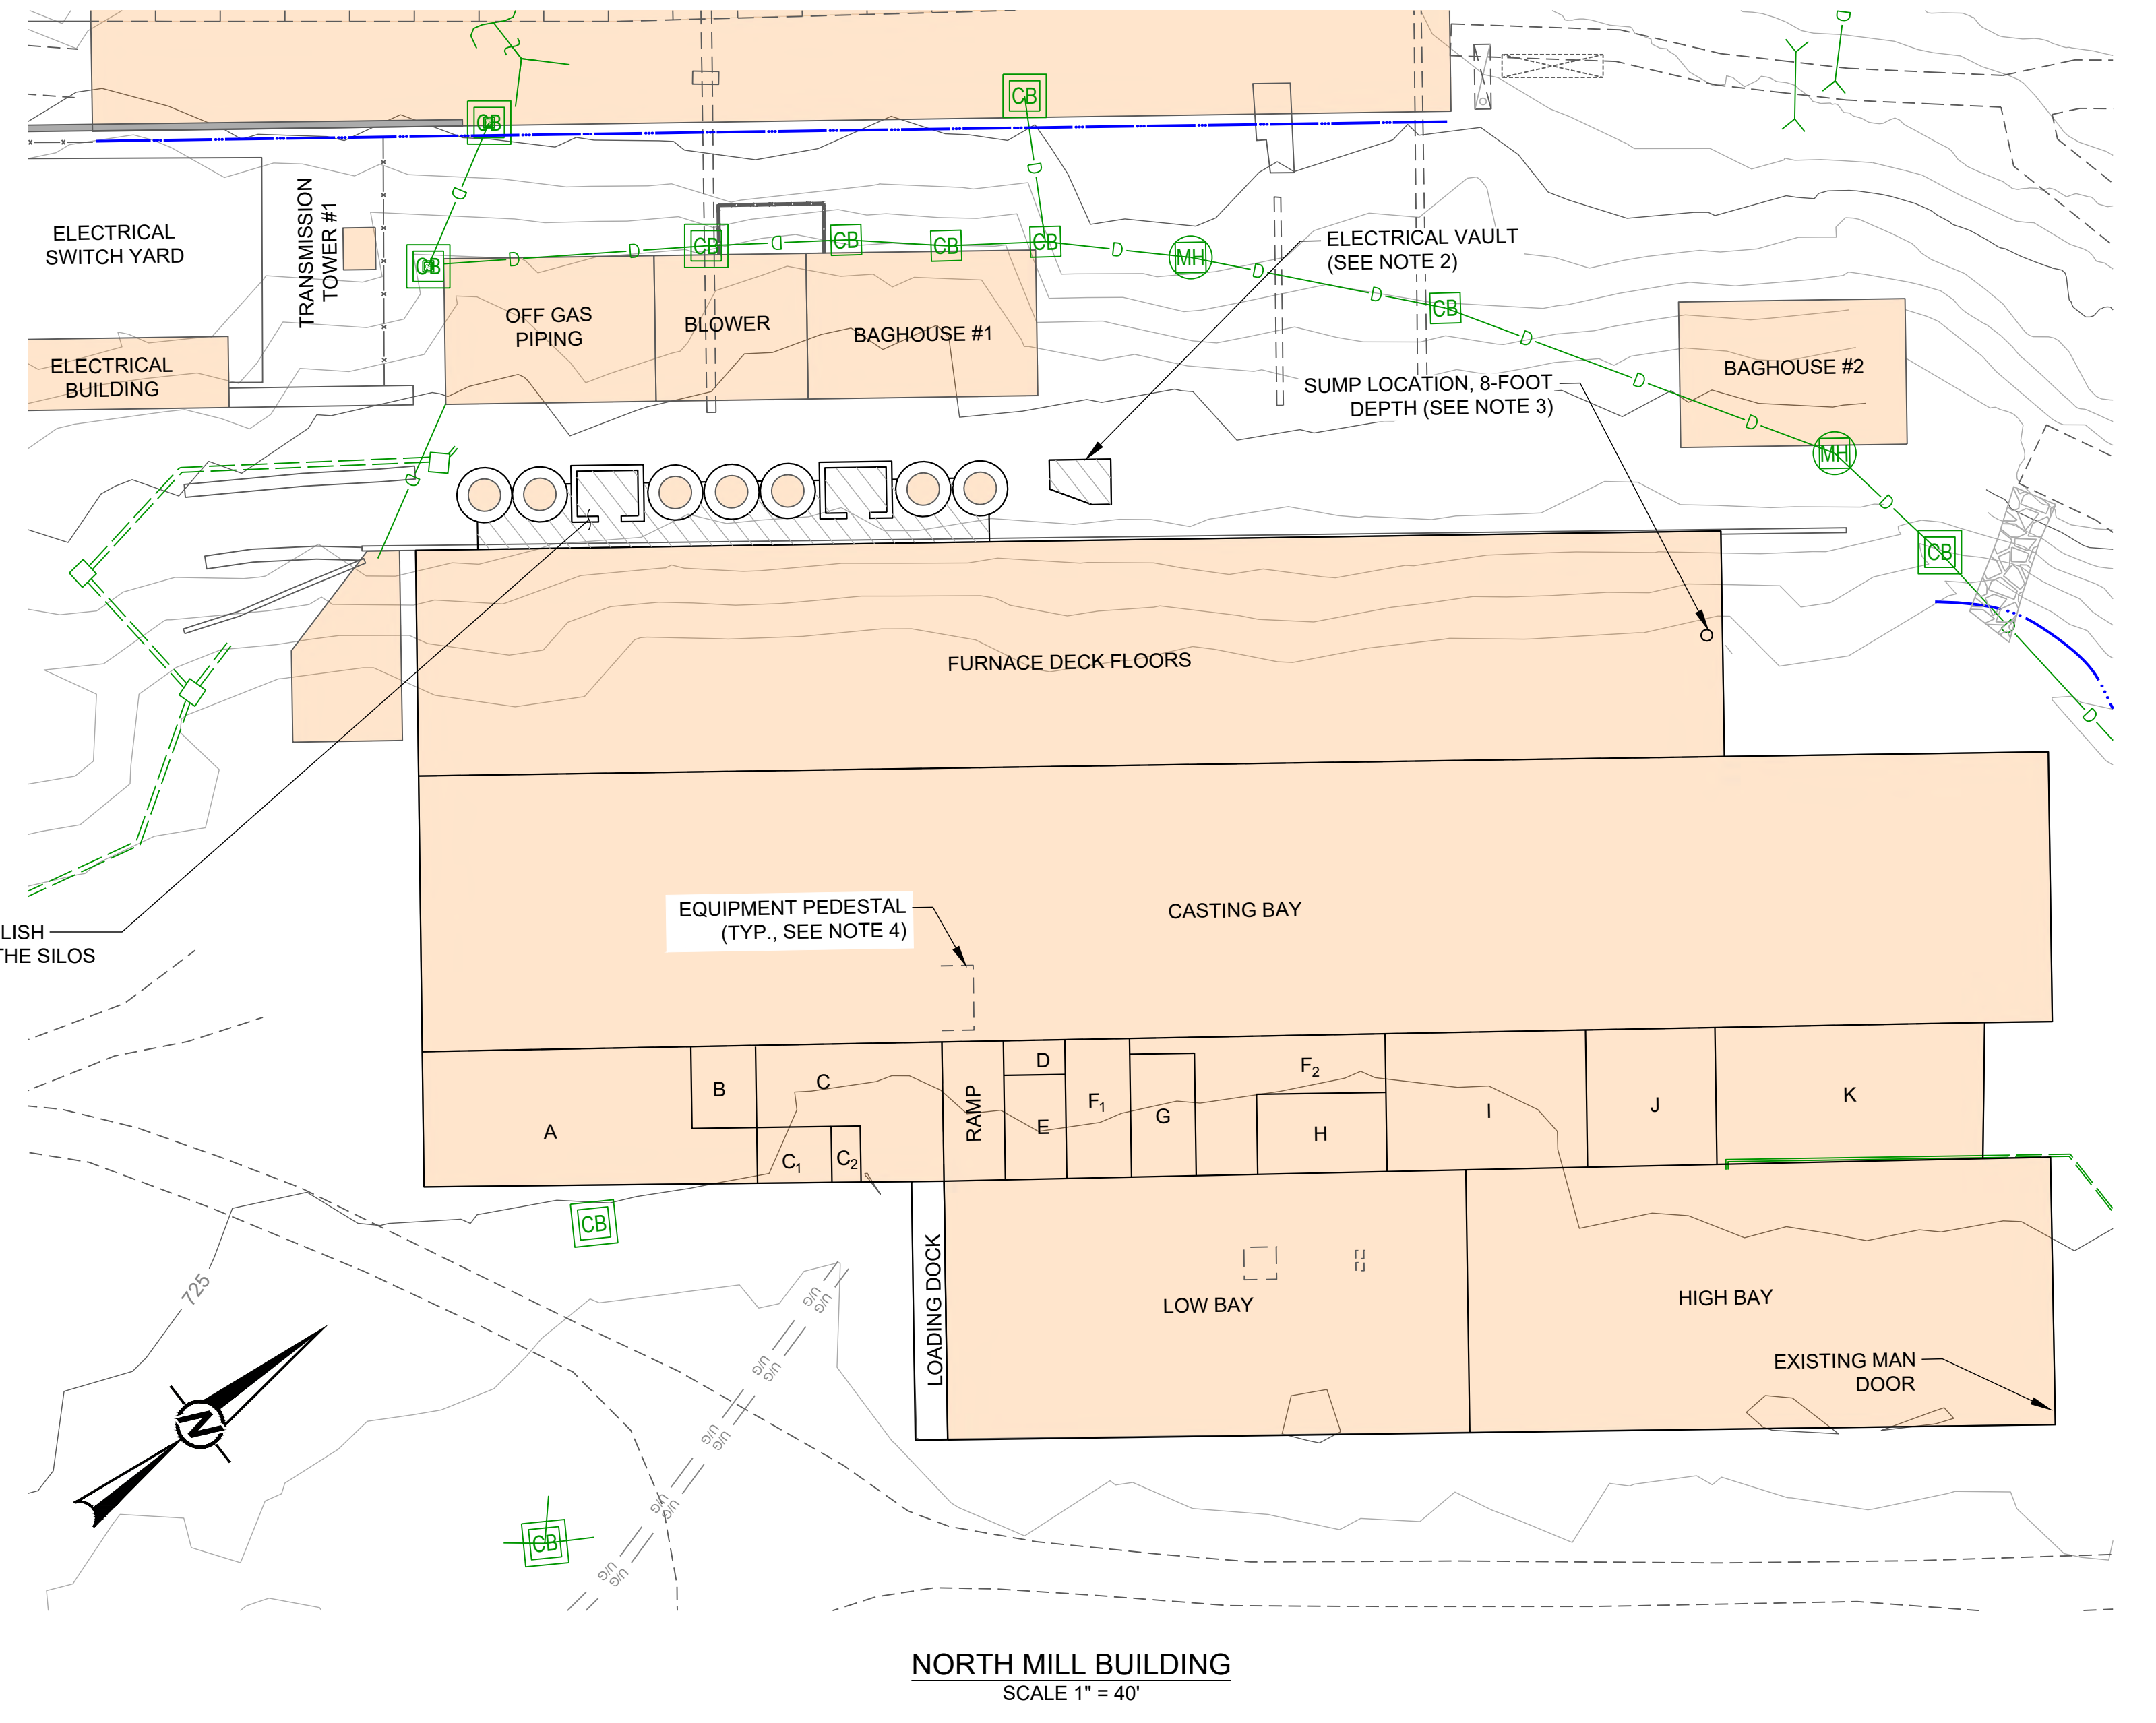 CB
CB
D
D
ELECTRICAL
SWITCH YARD
TRANSMISSION
TOWER #1
CB
D
D
CB
D
CB
CB
CB
D
MH
D
D
CB
D
D
D
ELECTRICAL VAULT
(SEE NOTE 2)
OFF GAS
PIPING
BLOWER
BAGHOUSE #1
BAGHOUSE #2
ELECTRICAL
BUILDING
SUMP LOCATION, 8-FOOT
DEPTH (SEE NOTE 3)
MH
D
D
CB
D
D
FURNACE DECK FLOORS
EQUIPMENT PEDESTAL
(TYP., SEE NOTE 4)
CASTING BAY
LISH
THE SILOS
A
B
C
C1
C2
RAMP
D
E
F1
G
F2
H
I
J
K
CB
725
LOADING DOCK
LOW BAY
HIGH BAY
EXISTING MAN
DOOR
U/G
U/G
U/G
U/G
U/G
U/G
U/G
U/G
U/G
U/G
N
CB
NORTH MILL BUILDING
SCALE 1" = 40'